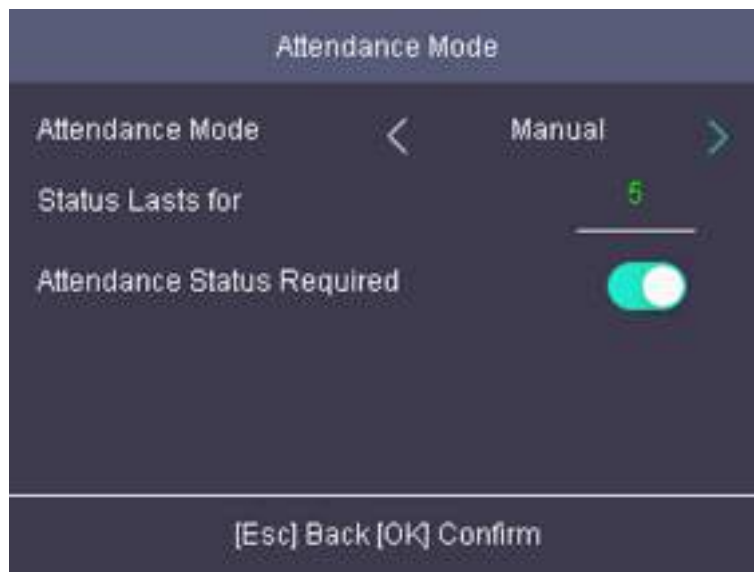 Attendance Mode
Attendance Mode < Manual >
Status Lasts for 5
Attendance Status Required
[Esc] Back [OK] Confirm